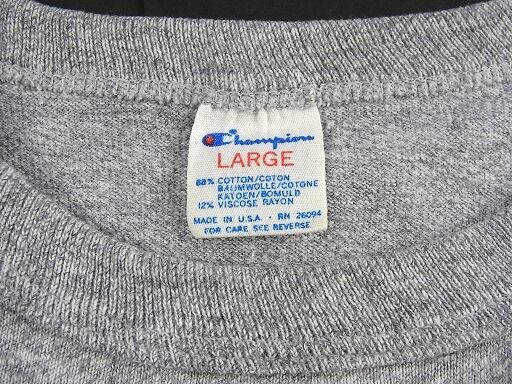 Champion
LARGE
88% COTTON/COTON
BAUMWOLLE/COTONE
KATOEN/BOMULD
12% VISCOSE RAYON
MADE IN U.S.A. - RN 26094
FOR CARE SEE REVERSE